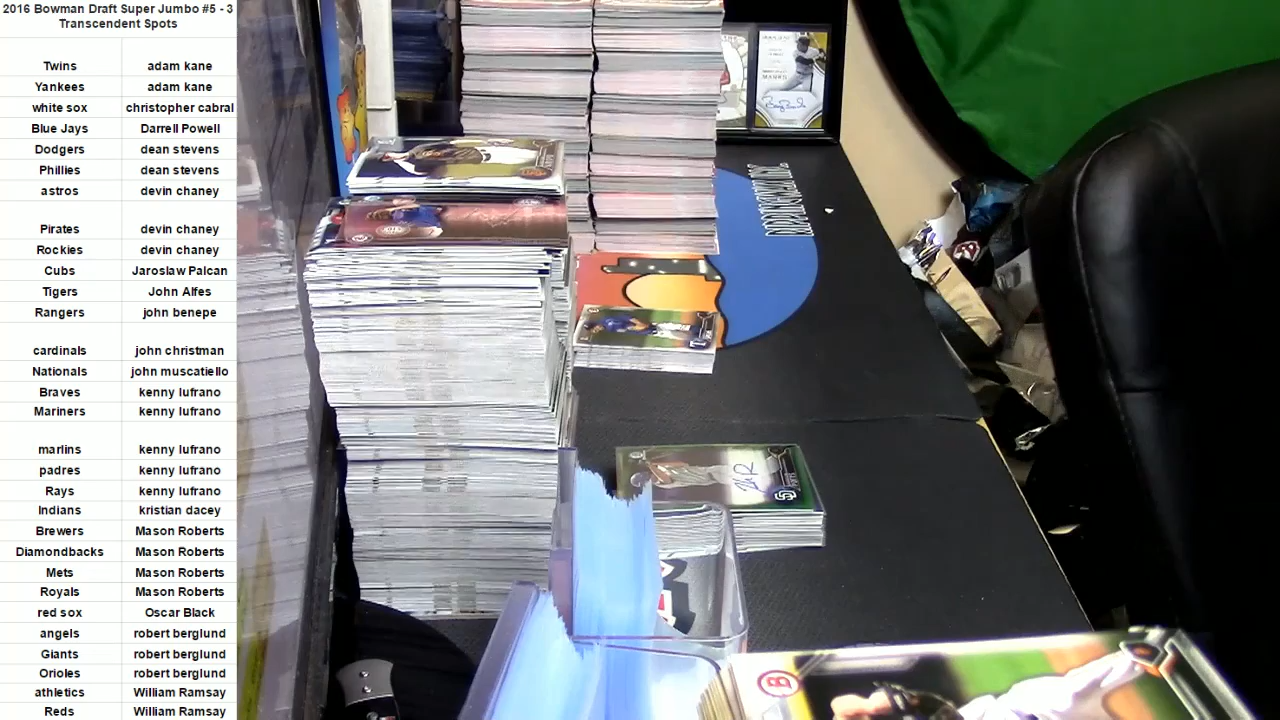 2016 Bowman Draft Super Jumbo #5 - 3
Transcendent Spots
Twins adam kane
Yankees adam kane
white sox christopher cabral
Blue Jays Darrell Powell
Dodgers dean stevens
Phillies dean stevens
astros devin chaney
Pirates devin chaney
Rockies devin chaney
Cubs Jaroslaw Palcan
Tigers John Alfes
Rangers john benepe
cardinals john christman
Nationals john muscatiello
Braves kenny lufrano
Mariners kenny lufrano
marlins kenny lufrano
padres kenny lufrano
Rays kenny lufrano
Indians kristian dacey
Brewers Mason Roberts
Diamondbacks Mason Roberts
Mets Mason Roberts
Royals Mason Roberts
red sox Oscar Black
angels robert berglund
Giants robert berglund
Orioles robert berglund
athletics William Ramsay
Reds William Ramsay
B